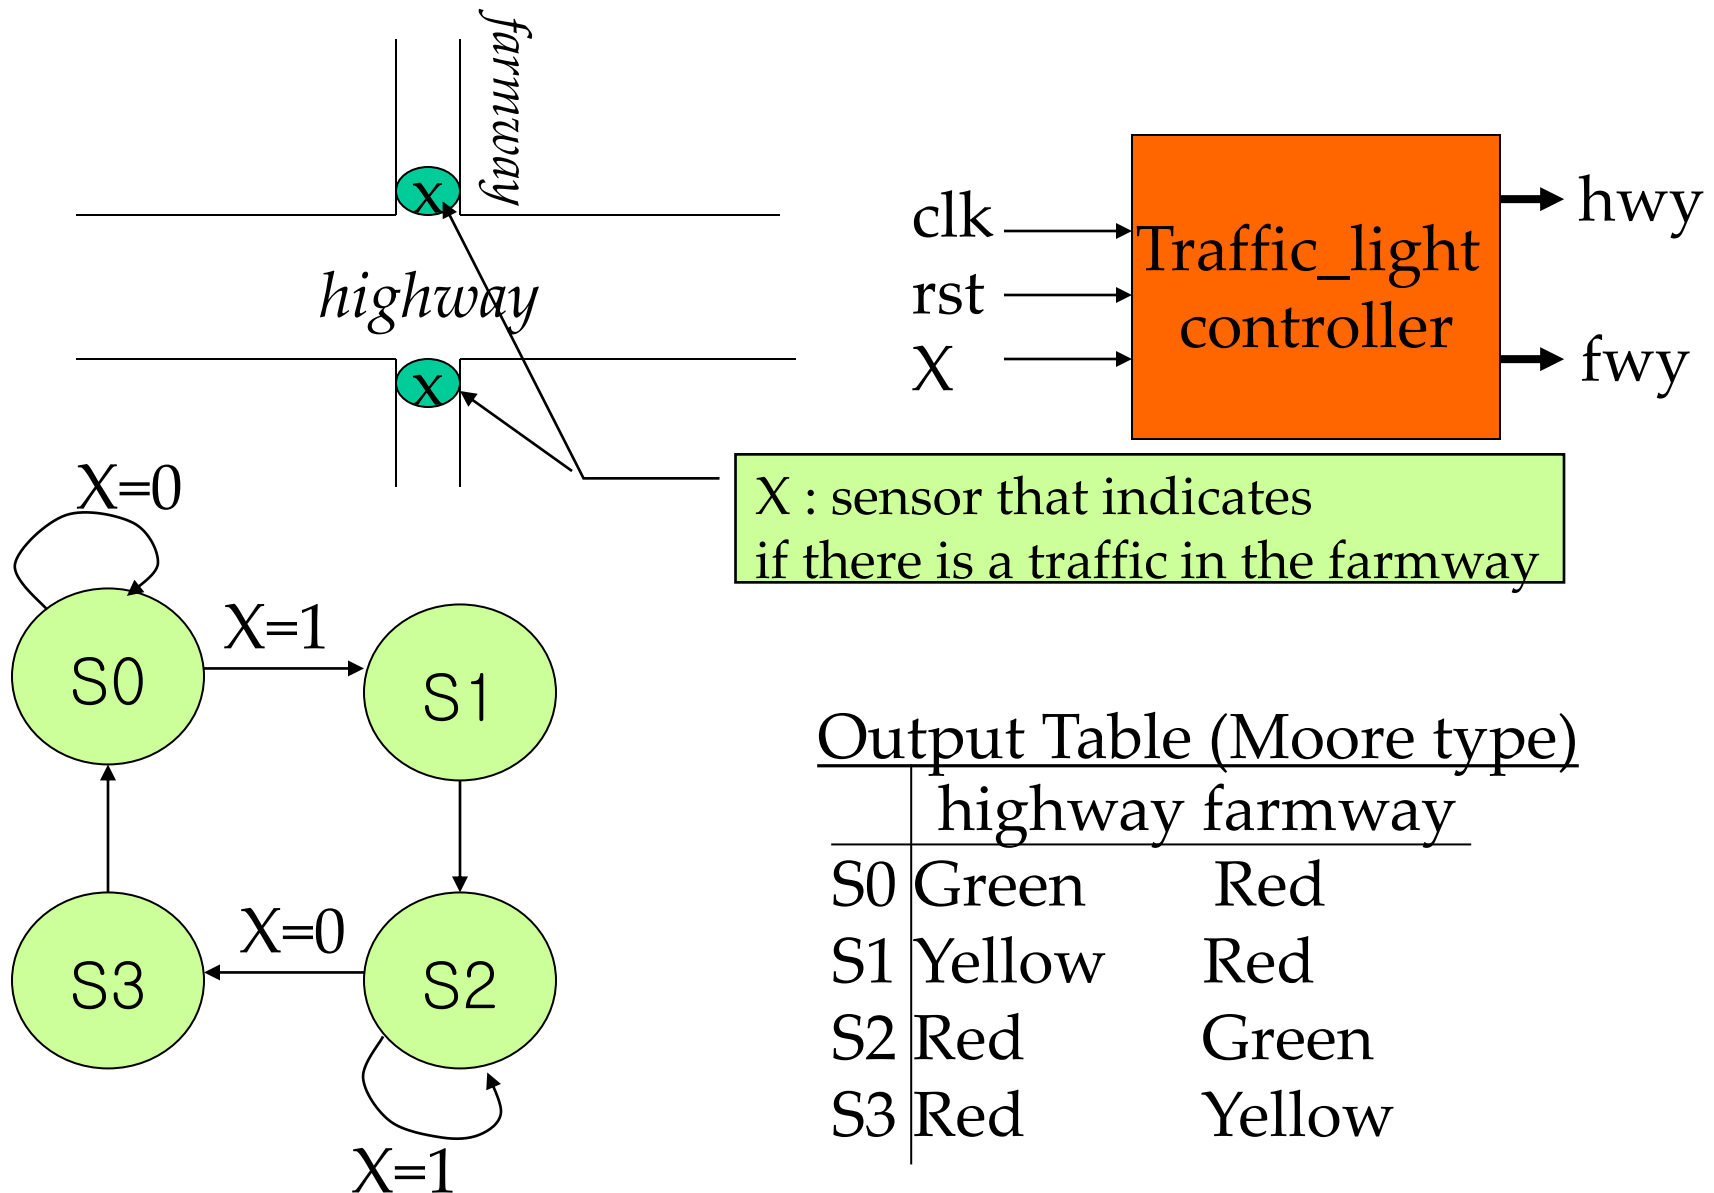 farmway
x
highway
x
clk
rst
X
Traffic_light
controller
hwy
fwy
X : sensor that indicates
if there is a traffic in the farmway
X=0
S0
X=1
S1
S3
X=0
S2
X=1
Output Table (Moore type)
highway farmway
S0 Green Red
S1 Yellow Red
S2 Red Green
S3 Red Yellow